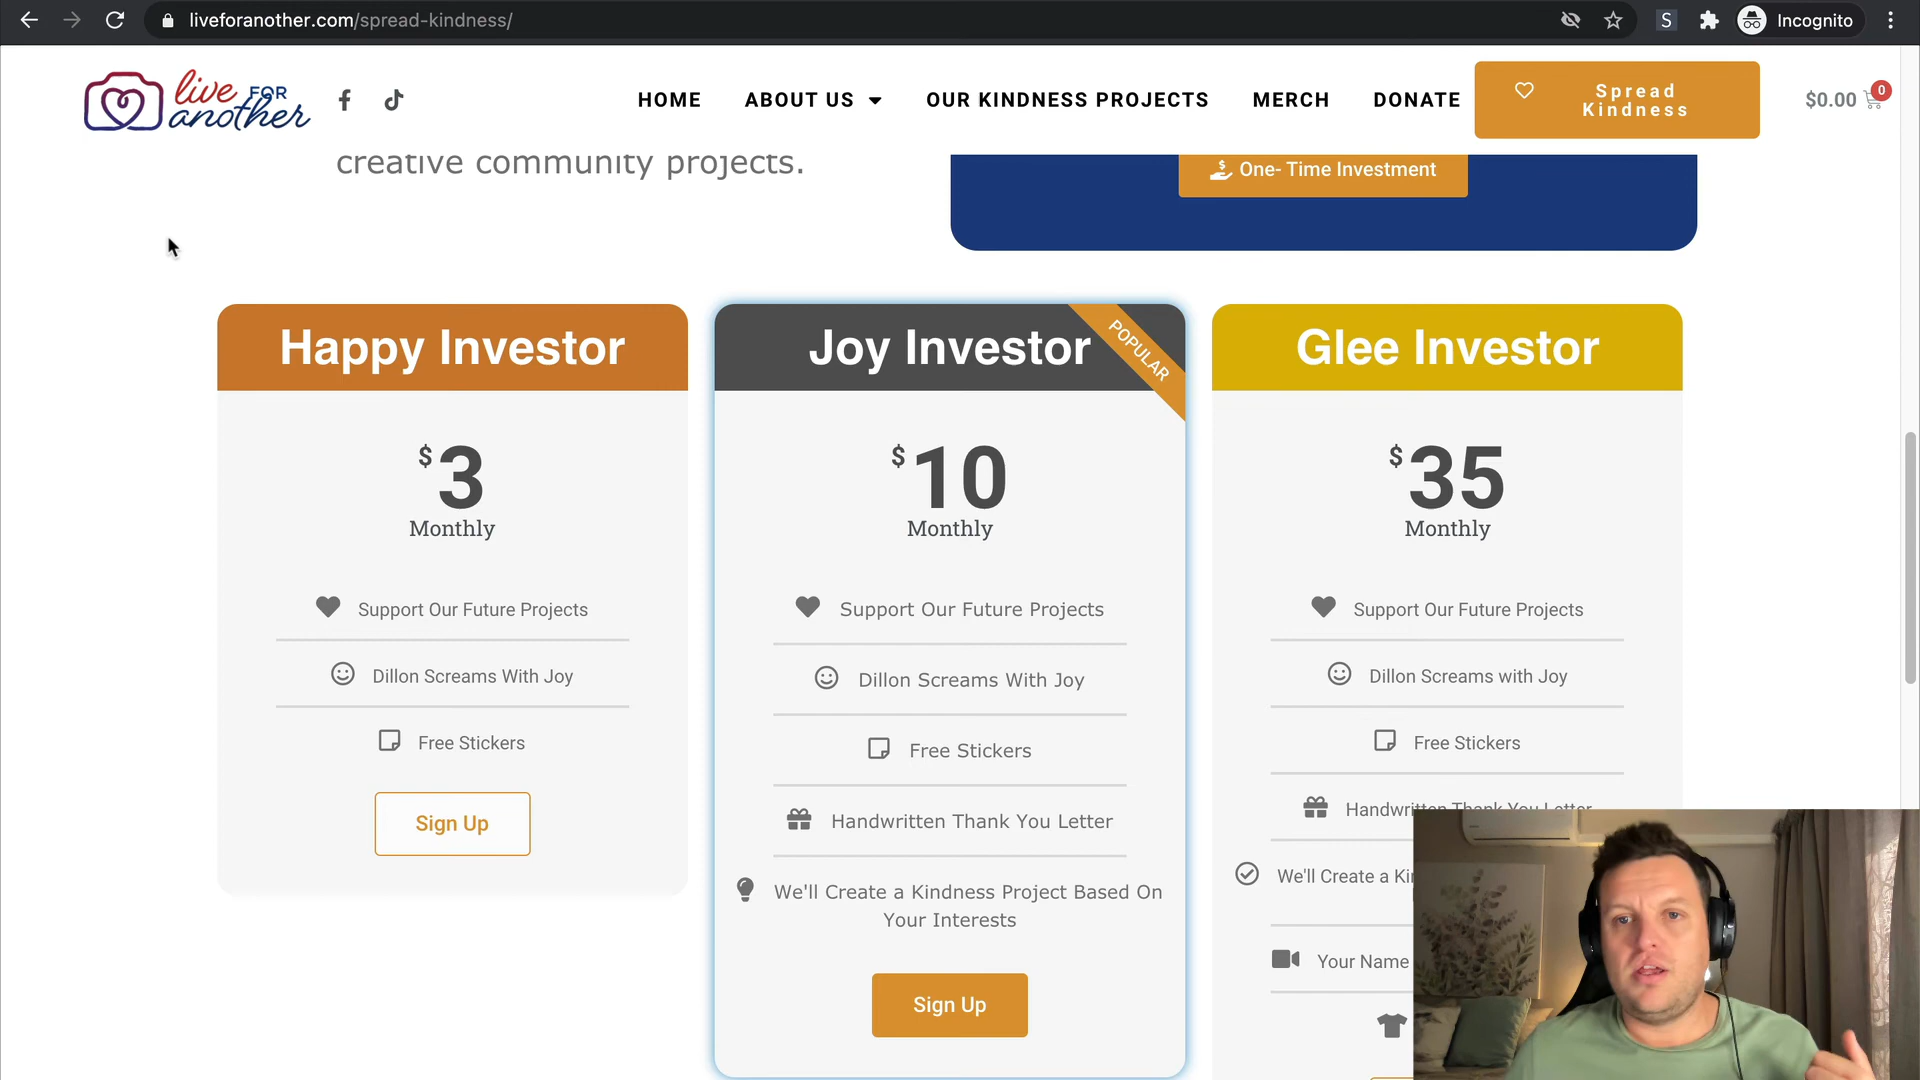 liveforanother.com/spread-kindness/
S
Incognito
live FOR another
HOME
ABOUT US
OUR KINDNESS PROJECTS
MERCH
DONATE
Spread
Kindness
$0.00
0
creative community projects.
One- Time Investment
Happy Investor
$3
Monthly
Support Our Future Projects
Dillon Screams With Joy
Free Stickers
Sign Up
Joy Investor
POPULAR
$10
Monthly
Support Our Future Projects
Dillon Screams With Joy
Free Stickers
Handwritten Thank You Letter
We'll Create a Kindness Project Based On
Your Interests
Sign Up
Glee Investor
$35
Monthly
Support Our Future Projects
Dillon Screams with Joy
Free Stickers
Handwritten Thank You Letter
We'll Create a Ki
Your Name